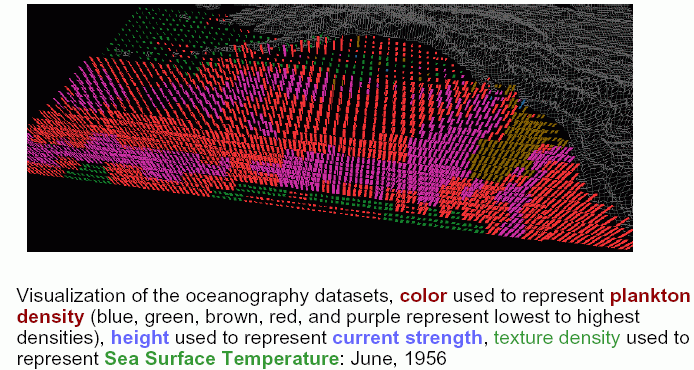 Visualization of the oceanography datasets, color used to represent plankton
density (blue, green, brown, red, and purple represent lowest to highest
densities), height used to represent current strength, texture density used to
represent Sea Surface Temperature: June, 1956